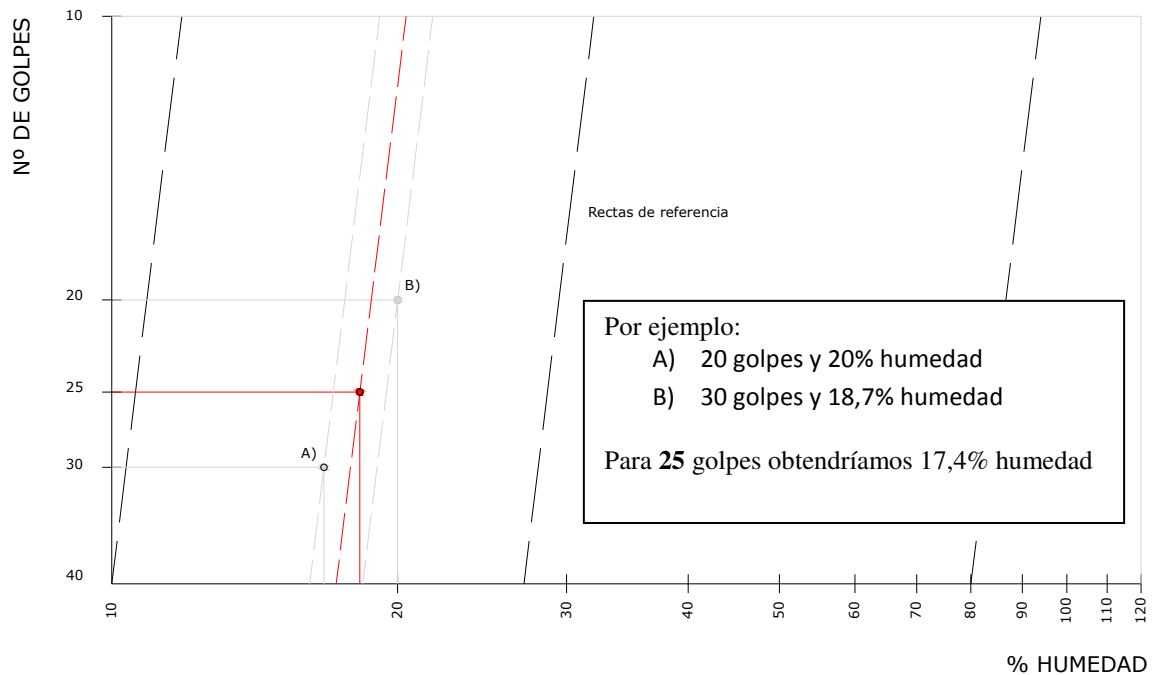 Nº DE GOLPES
10
20
25
30
40
B)
A)
Rectas de referencia
Por ejemplo:
A) 20 golpes y 20% humedad
B) 30 golpes y 18,7% humedad
Para 25 golpes obtendríamos 17,4% humedad
10
20
30
40
50
60
70
80
90
100
110
120
% HUMEDAD